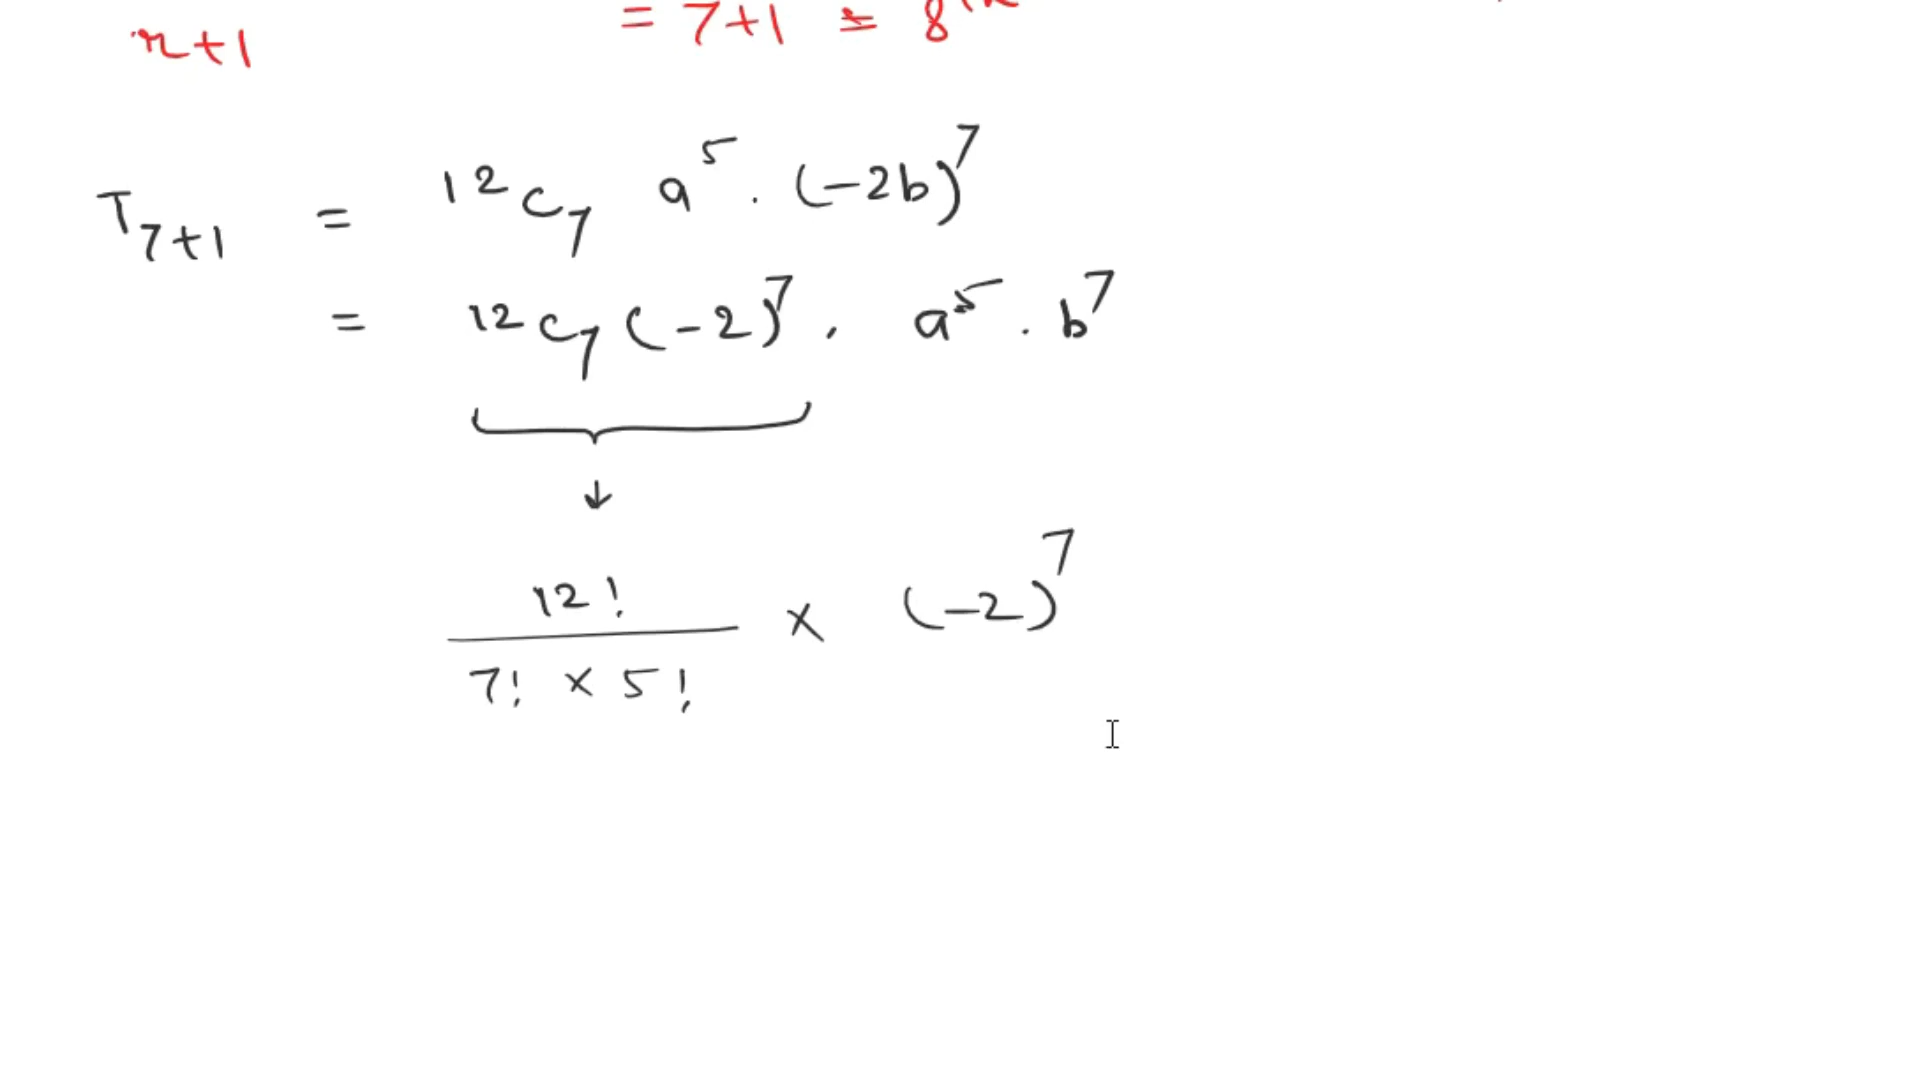 = 7+1 = 8th
r+1
T₇₊₁ = ¹²C₇ a⁵ . (-2b)⁷
= ¹²C₇ (-2)⁷ . a⁵ . b⁷
↓
12! / (7! × 5!) × (-2)⁷